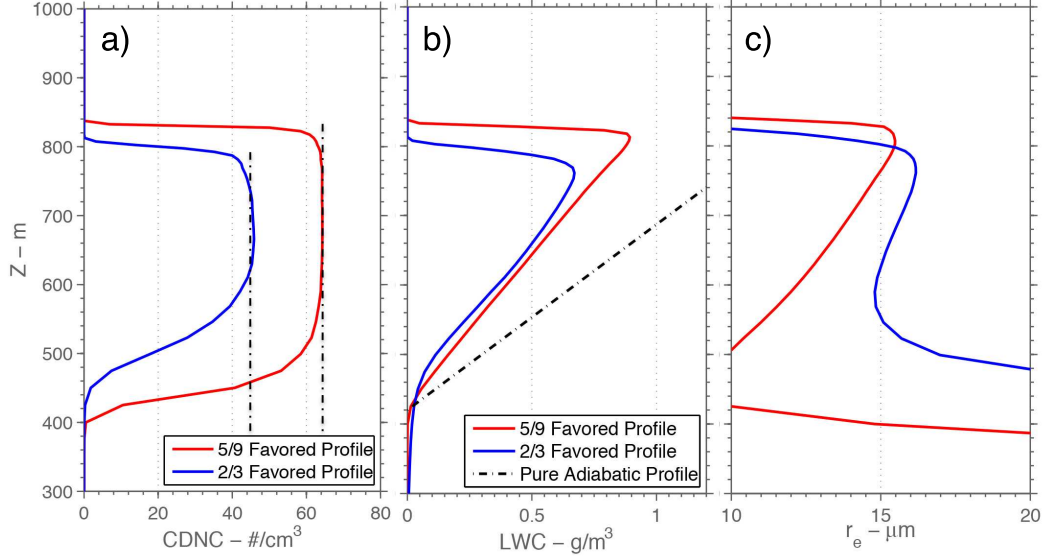 a)
1000
900
800
700
600
500
400
300
Z – m
0
20
40
60
80
CDNC – #/cm3
5/9 Favored Profile
2/3 Favored Profile
b)
0
0.5
1
LWC – g/m3
5/9 Favored Profile
2/3 Favored Profile
Pure Adiabatic Profile
c)
10
15
20
re – μm